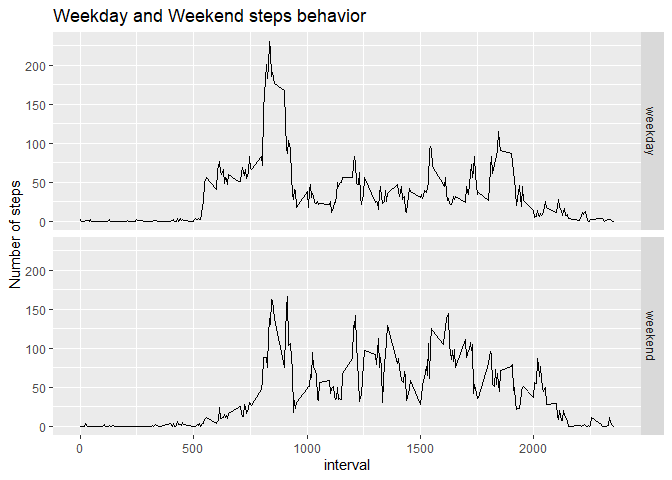 Weekday and Weekend steps behavior
Number of steps
200
150
100
50
0
weekday
200
150
100
50
0
weekend
0 500 1000 1500 2000
interval